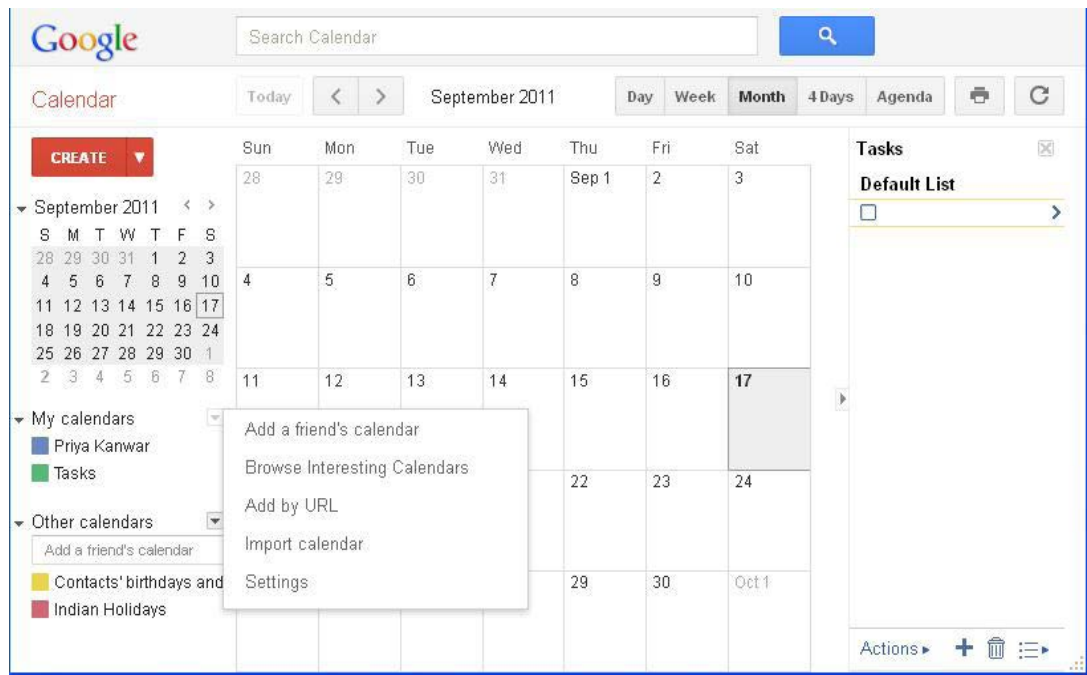 Google
Search Calendar
Calendar
Today < > September 2011 Day Week Month 4 Days Agenda
CREATE
September 2011 < >
S M T W T F S
28 29 30 31 1 2 3
4 5 6 7 8 9 10
11 12 13 14 15 16 17
18 19 20 21 22 23 24
25 26 27 28 29 30 1
2 3 4 5 6 7 8
My calendars
Priya Kanwar
Tasks
Other calendars
Add a friend's calendar
Contacts' birthdays and
Indian Holidays
Sun Mon Tue Wed Thu Fri Sat
28 29 30 31 Sep 1 2 3
4 5 6 7 8 9 10
11 12 13 14 15 16 17
22 23 24
29 30 Oct 1
Add a friend's calendar
Browse Interesting Calendars
Add by URL
Import calendar
Settings
Tasks
Default List
Actions